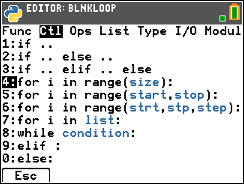 EDITOR: BLNKLOOP
Func Ctl Ops List Type I/O Modul
1:if ..
2:if .. else ..
3:if .. elif .. else
4:for i in range(size):
5:for i in range(start,stop):
6:for i in range(strt,stp,step):
7:for i in list:
8:while condition:
9:elif :
0:else:
Esc